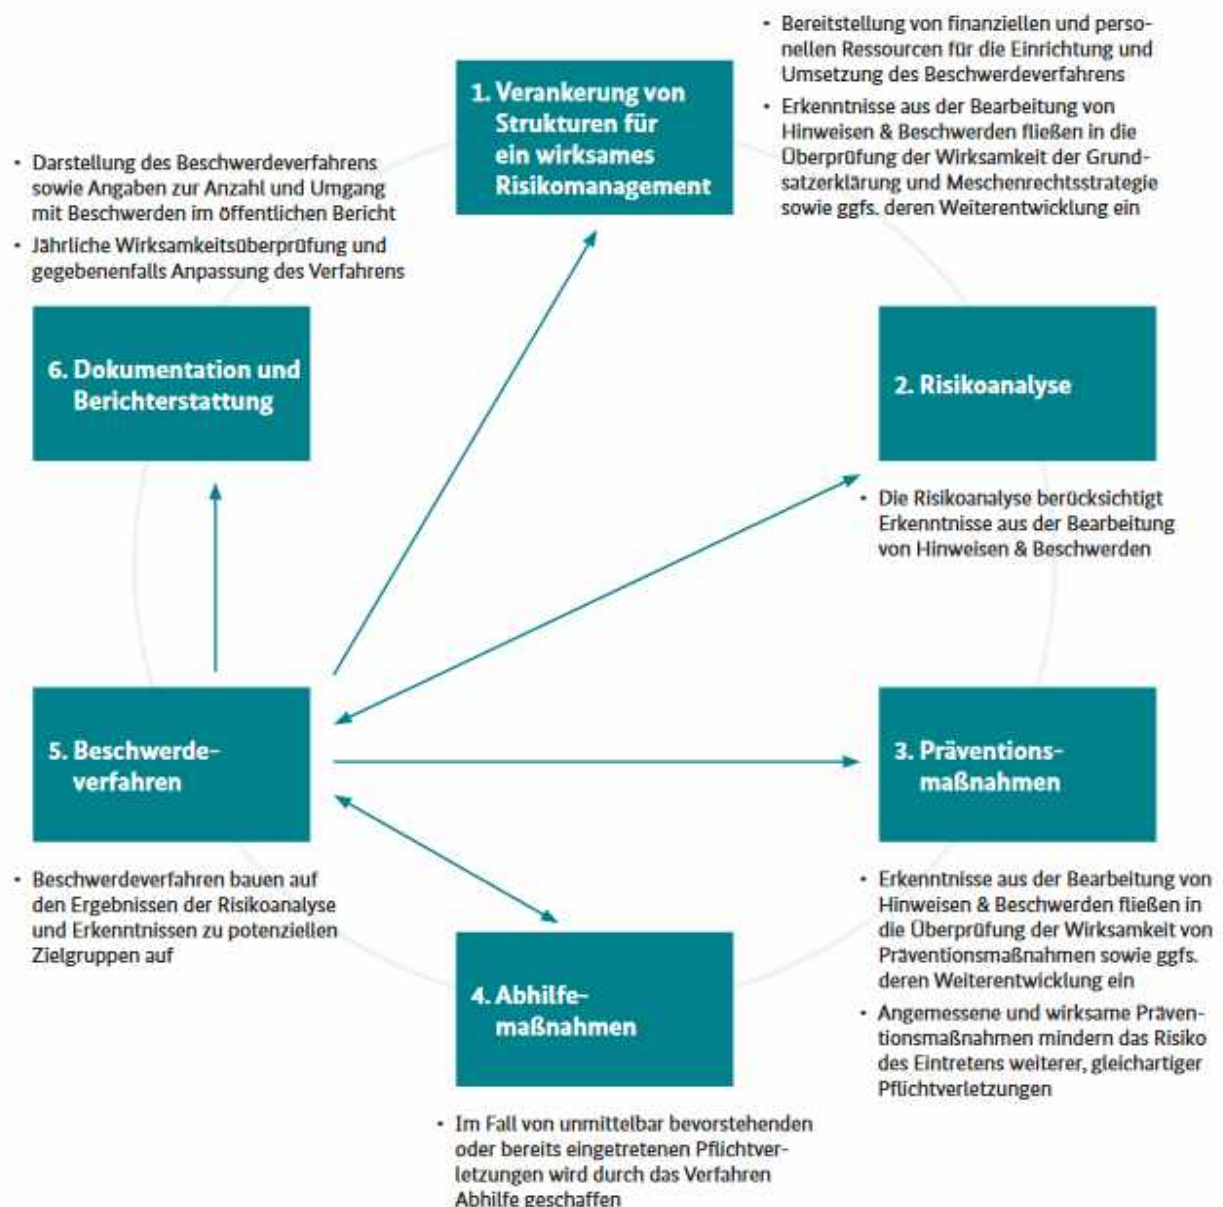 1. Verankerung von
Strukturen für
ein wirksames
Risikomanagement
• Bereitstellung von finanziellen und perso-
nellen Ressourcen für die Einrichtung und
Umsetzung des Beschwerdeverfahrens
• Erkenntnisse aus der Bearbeitung von
Hinweisen & Beschwerden fließen in die
Überprüfung der Wirksamkeit der Grund-
satzerklärung und Meschenrechtsstrategie
sowie ggfs. deren Weiterentwicklung ein
2. Risikoanalyse
• Die Risikoanalyse berücksichtigt
Erkenntnisse aus der Bearbeitung
von Hinweisen & Beschwerden
3. Präventions-
maßnahmen
• Erkenntnisse aus der Bearbeitung von
Hinweisen & Beschwerden fließen in
die Überprüfung der Wirksamkeit von
Präventionsmaßnahmen sowie ggfs.
deren Weiterentwicklung ein
• Angemessene und wirksame Präven-
tionsmaßnahmen mindern das Risiko
des Eintretens weiterer, gleichartiger
Pflichtverletzungen
4. Abhilfe-
maßnahmen
• Im Fall von unmittelbar bevorstehenden
oder bereits eingetretenen Pflichtver-
letzungen wird durch das Verfahren
Abhilfe geschaffen
5. Beschwerde-
verfahren
• Beschwerdeverfahren bauen auf
den Ergebnissen der Risikoanalyse
und Erkenntnissen zu potenziellen
Zielgruppen auf
6. Dokumentation und
Berichterstattung
• Darstellung des Beschwerdeverfahrens
sowie Angaben zur Anzahl und Umgang
mit Beschwerden im öffentlichen Bericht
• Jährliche Wirksamkeitsüberprüfung und
gegebenenfalls Anpassung des Verfahrens